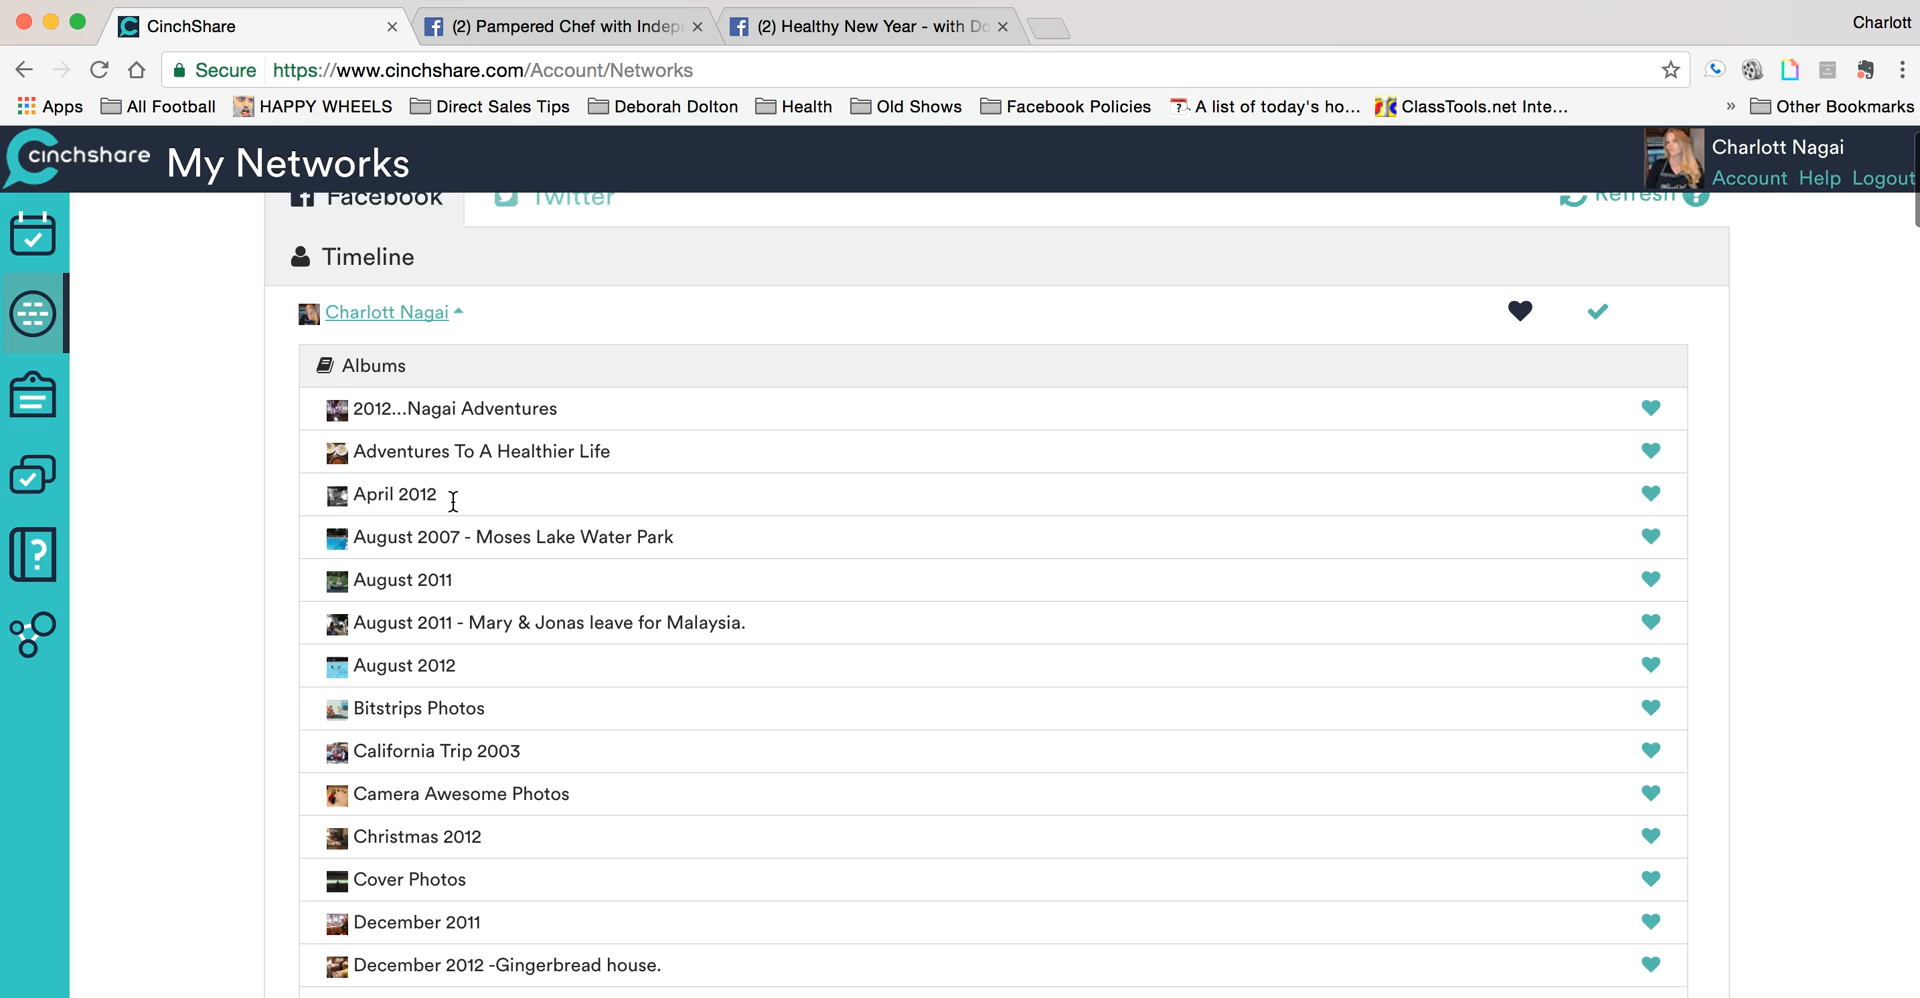 CinchShare
(2) Pampered Chef with Indep
(2) Healthy New Year - with Do
Charlott
Secure https://www.cinchshare.com/Account/Networks
Apps All Football HAPPY WHEELS Direct Sales Tips Deborah Dolton Health Old Shows Facebook Policies A list of today's ho... ClassTools.net Inte... » Other Bookmarks
cinchshare My Networks
Charlott Nagai
Account Help Logout
Facebook Twitter Refresh
Timeline
Charlott Nagai
Albums
2012...Nagai Adventures
Adventures To A Healthier Life
April 2012
August 2007 - Moses Lake Water Park
August 2011
August 2011 - Mary & Jonas leave for Malaysia.
August 2012
Bitstrips Photos
California Trip 2003
Camera Awesome Photos
Christmas 2012
Cover Photos
December 2011
December 2012 -Gingerbread house.